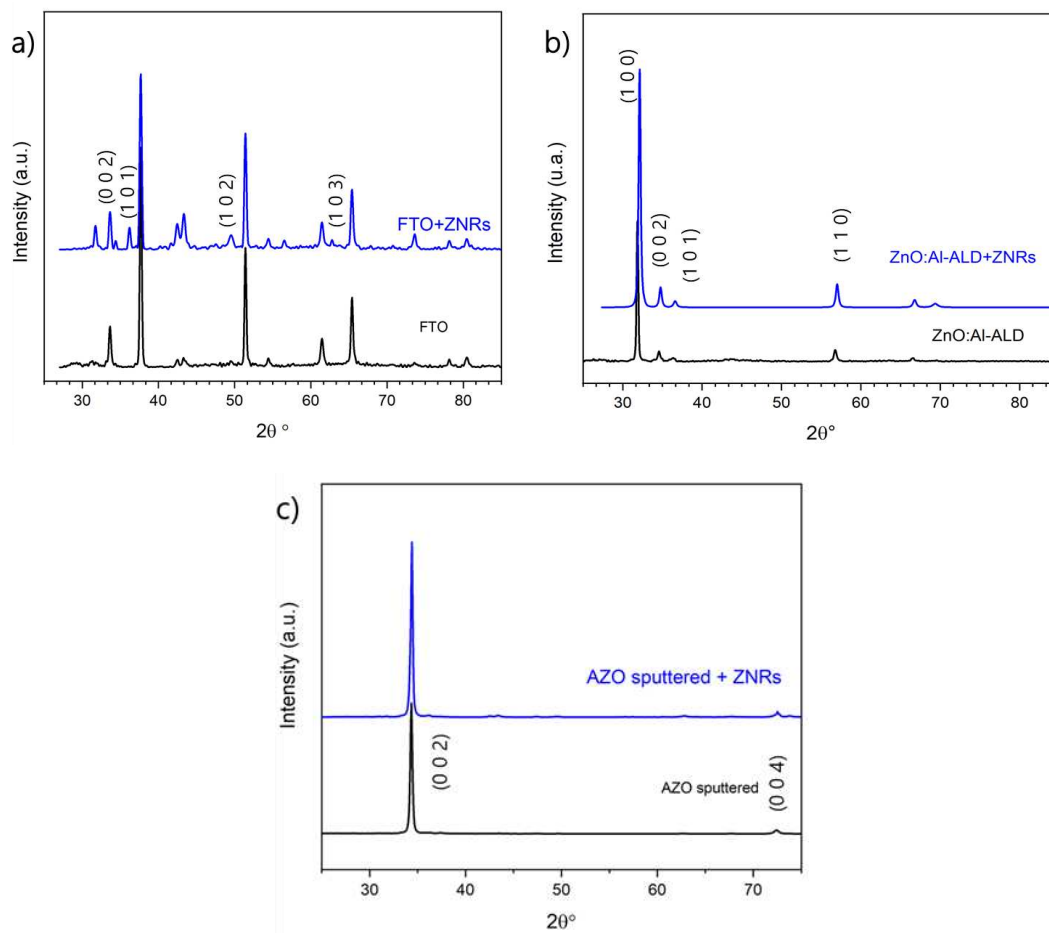 a)
Intensity (a.u.)
(0 0 2)
(1 0 1)
(1 0 2)
(1 0 3)
FTO+ZNRs
FTO
30 40 50 60 70 80
2θ °
b)
Intensity (u.a.)
(1 0 0)
(0 0 2)
(1 0 1)
(1 1 0)
ZnO:Al-ALD+ZNRs
ZnO:Al-ALD
30 40 50 60 70 80
2θ°
c)
Intensity (a.u.)
AZO sputtered + ZNRs
(0 0 2)
AZO sputtered
(0 0 4)
30 40 50 60 70
2θ°